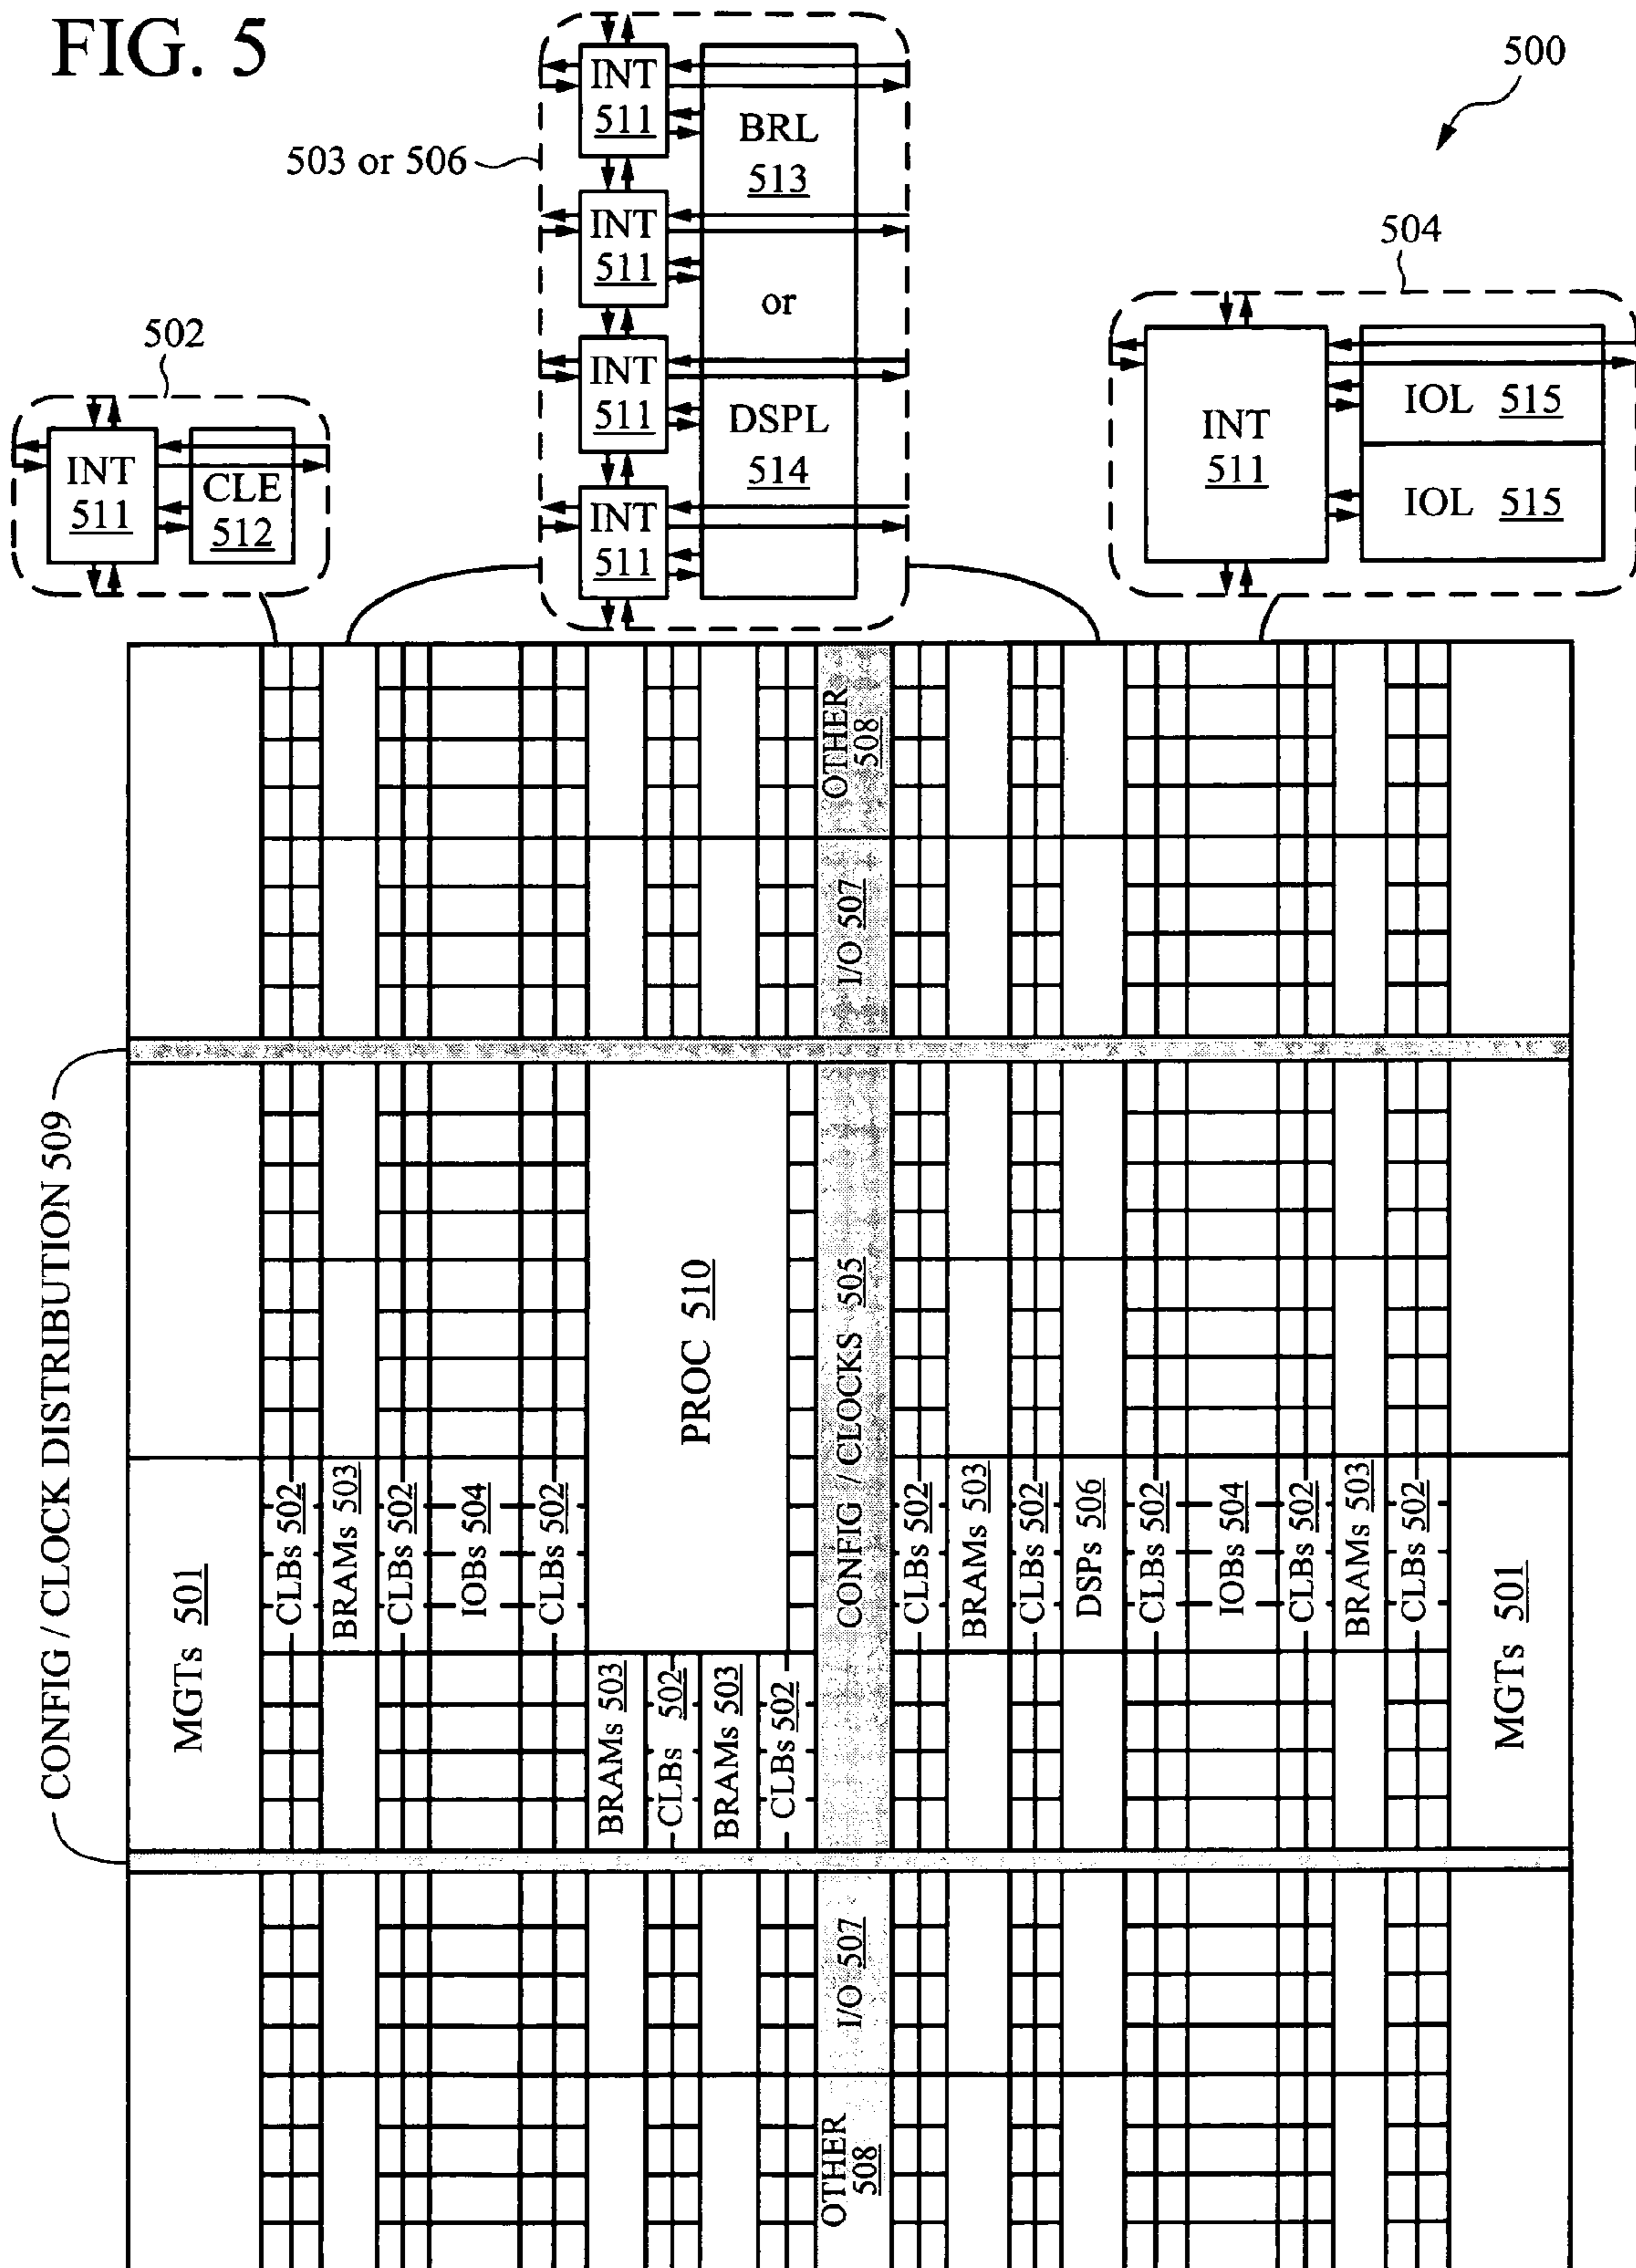 FIG. 5
500
503 or 506
INT
511
INT
511
INT
511
INT
511
BRL
513
or
DSPL
514
504
INT
511
IOL 515
IOL 515
502
INT
511
CLE
512
OTHER
508
I/O 507
CONFIG / CLOCK DISTRIBUTION 509
PROC 510
CONFIG / CLOCKS 505
MGTs 501
CLBs 502
BRAMs 503
CLBs 502
IOBs 504
CLBs 502
BRAMs 503
CLBs 502
BRAMs 503
CLBs 502
CLBs 502
BRAMs 503
CLBs 502
DSPs 506
CLBs 502
IOBs 504
CLBs 502
BRAMs 503
CLBs 502
MGTs 501
I/O 507
OTHER
508